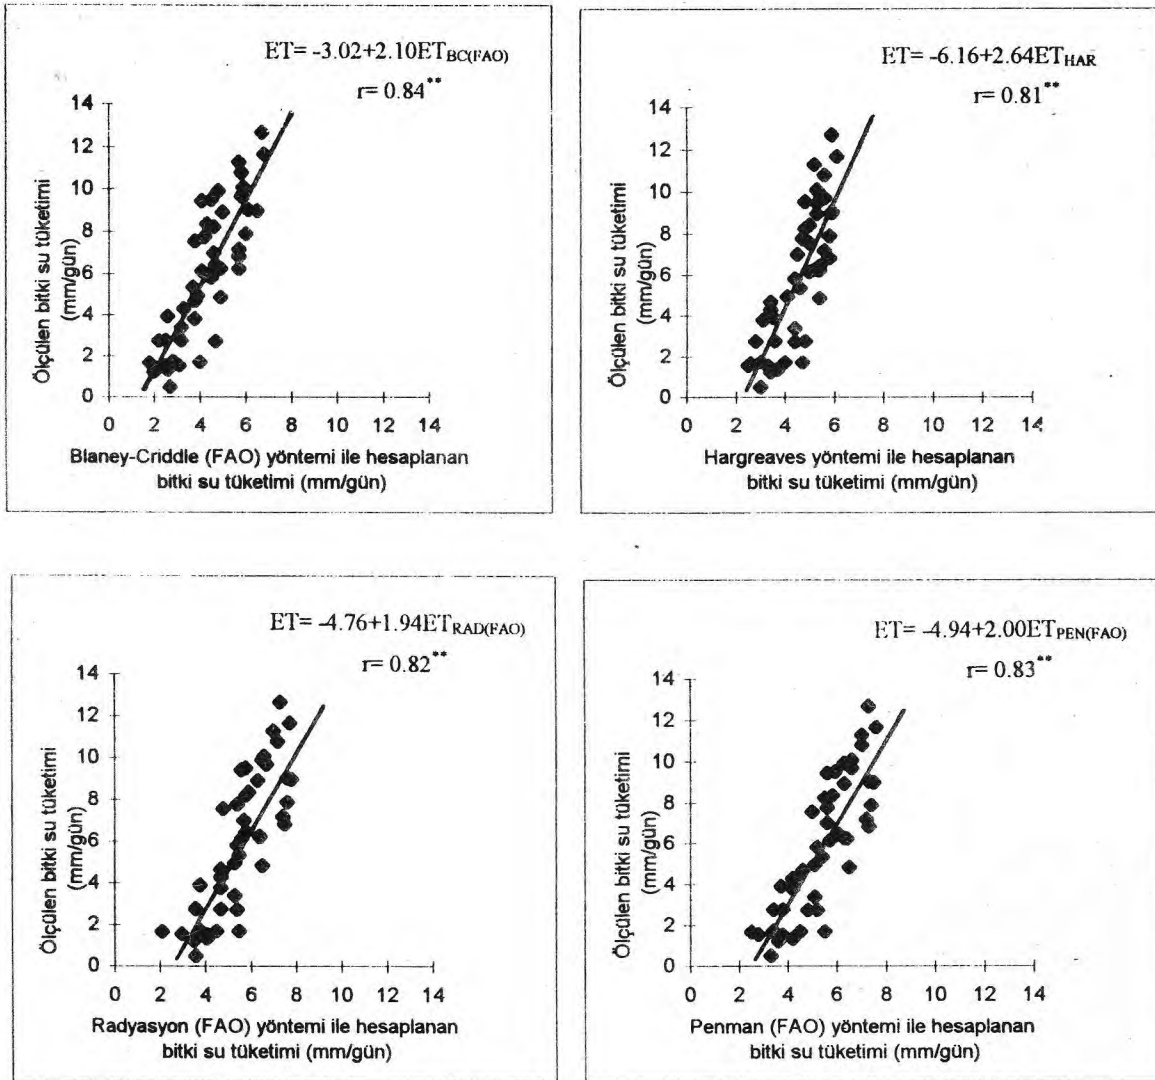 ET= -3.02+2.10ET_BC(FAO)
r= 0.84**
Ölçülen bitki su tüketimi
(mm/gün)
14
12
10
8
6
4
2
0
0 2 4 6 8 10 12 14
Blaney-Criddle (FAO) yöntemi ile hesaplanan
bitki su tüketimi (mm/gün)
ET= -6.16+2.64ET_HAR
r= 0.81**
Ölçülen bitki su tüketimi
(mm/gün)
14
12
10
8
6
4
2
0
0 2 4 6 8 10 12 14
Hargreaves yöntemi ile hesaplanan
bitki su tüketimi (mm/gün)
ET= -4.76+1.94ET_RAD(FAO)
r= 0.82**
Ölçülen bitki su tüketimi
(mm/gün)
14
12
10
8
6
4
2
0
0 2 4 6 8 10 12 14
Radyasyon (FAO) yöntemi ile hesaplanan
bitki su tüketimi (mm/gün)
ET= -4.94+2.00ET_PEN(FAO)
r= 0.83**
Ölçülen bitki su tüketimi
(mm/gün)
14
12
10
8
6
4
2
0
0 2 4 6 8 10 12 14
Penman (FAO) yöntemi ile hesaplanan
bitki su tüketimi (mm/gün)